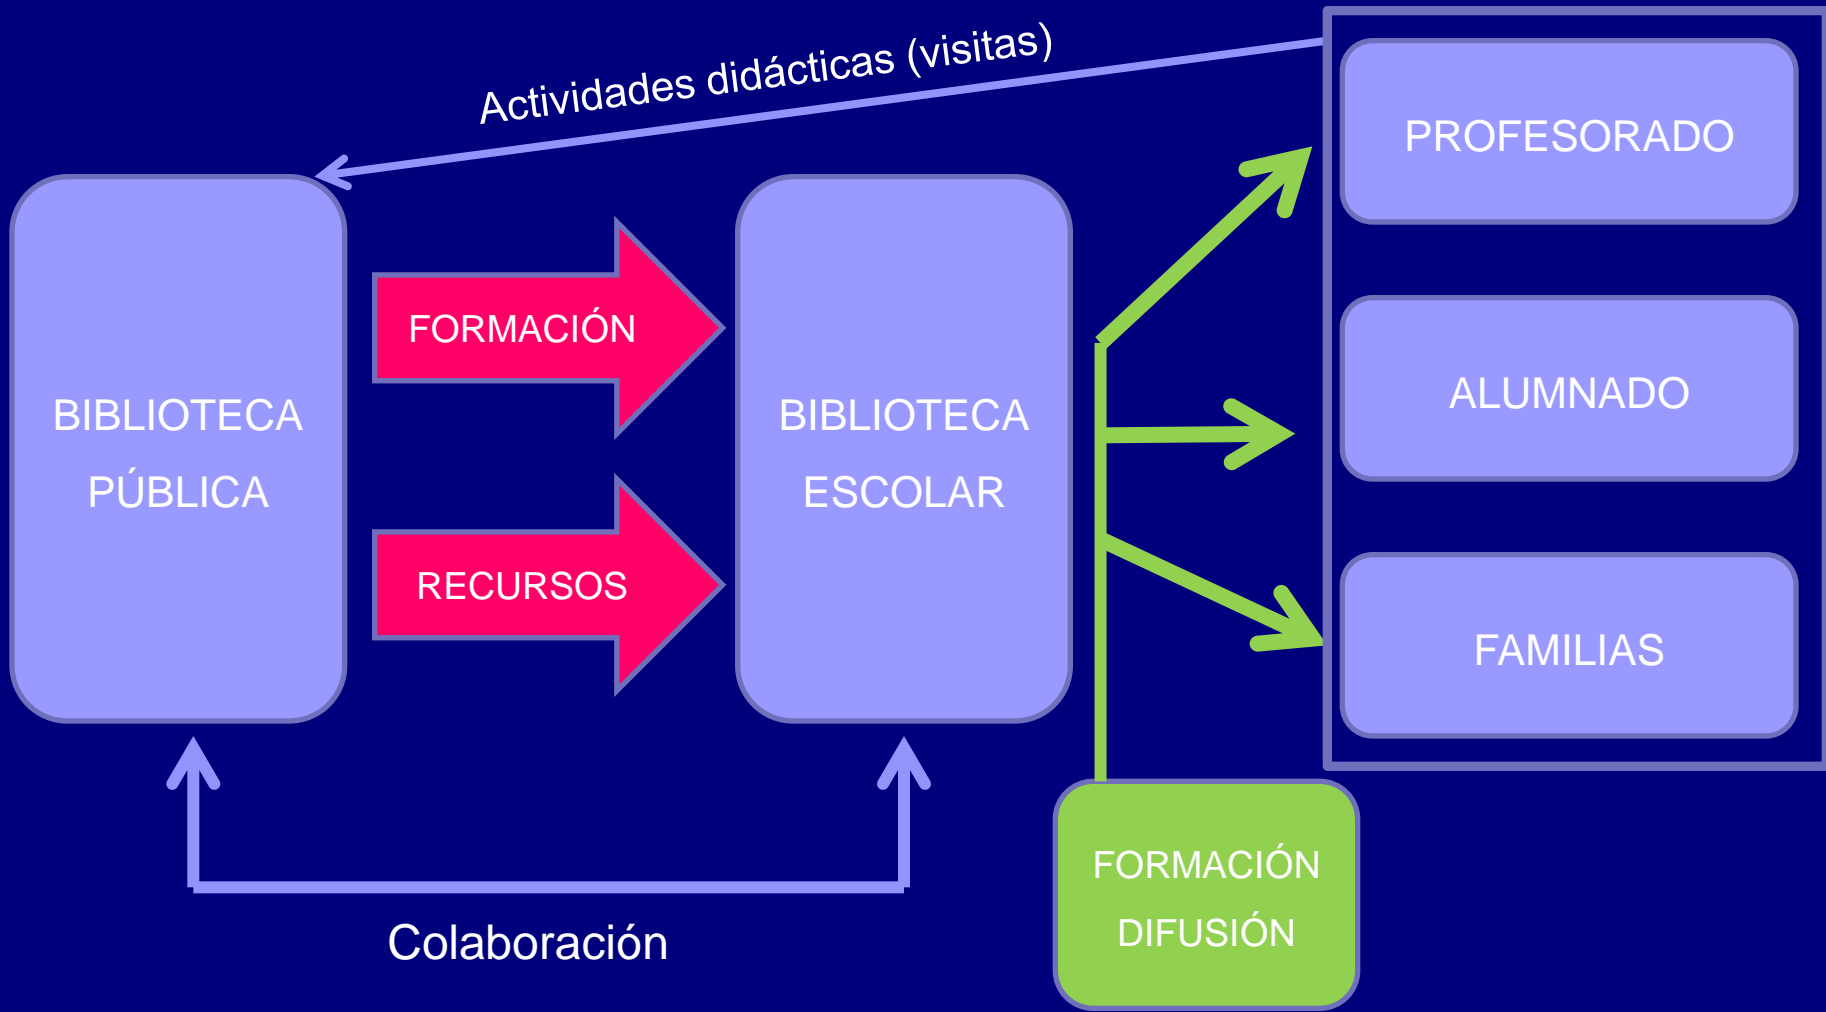 Actividades didácticas (visitas)
BIBLIOTECA
PÚBLICA
FORMACIÓN
RECURSOS
BIBLIOTECA
ESCOLAR
PROFESORADO
ALUMNADO
FAMILIAS
FORMACIÓN
DIFUSIÓN
Colaboración